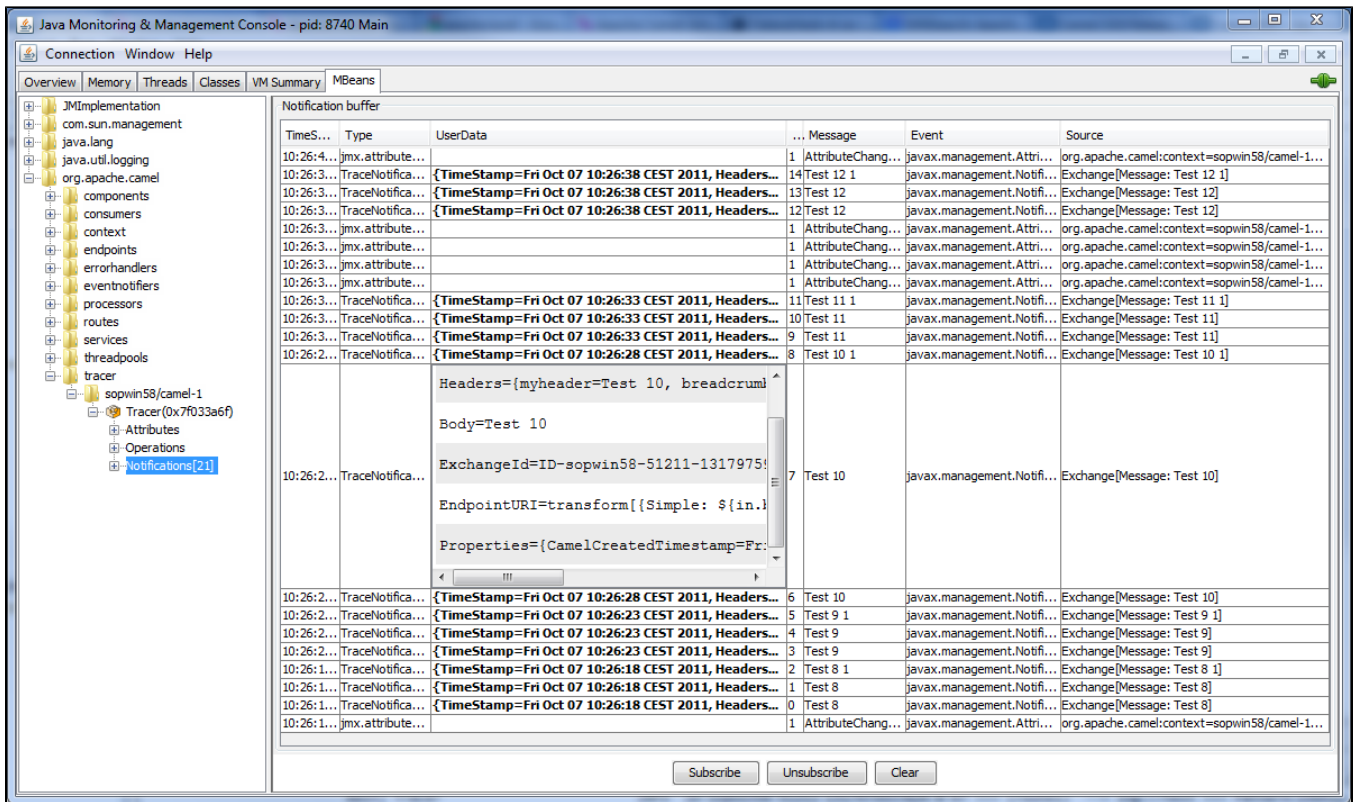 Java Monitoring & Management Console - pid: 8740 Main
Connection Window Help
Overview Memory Threads Classes VM Summary MBeans
JMImplementation
com.sun.management
java.lang
java.util.logging
org.apache.camel
components
consumers
context
endpoints
errorhandlers
eventnotifiers
processors
routes
services
threadpools
tracer
sopwin58/camel-1
Tracer(0x7f033a6f)
Attributes
Operations
Notifications[21]
Notification buffer
TimeS... Type UserData ... Message Event Source
10:26:4... jmx.attribute... 1 AttributeChang... javax.management.Attri... org.apache.camel:context=sopwin58/camel-1...
10:26:3... TraceNotifica... {TimeStamp=Fri Oct 07 10:26:38 CEST 2011, Headers... 14 Test 12 1 javax.management.Notifi... Exchange[Message: Test 12 1]
10:26:3... TraceNotifica... {TimeStamp=Fri Oct 07 10:26:38 CEST 2011, Headers... 13 Test 12 javax.management.Notifi... Exchange[Message: Test 12]
10:26:3... TraceNotifica... {TimeStamp=Fri Oct 07 10:26:38 CEST 2011, Headers... 12 Test 12 javax.management.Notifi... Exchange[Message: Test 12]
10:26:3... jmx.attribute... 1 AttributeChang... javax.management.Attri... org.apache.camel:context=sopwin58/camel-1...
10:26:3... jmx.attribute... 1 AttributeChang... javax.management.Attri... org.apache.camel:context=sopwin58/camel-1...
10:26:3... jmx.attribute... 1 AttributeChang... javax.management.Attri... org.apache.camel:context=sopwin58/camel-1...
10:26:3... jmx.attribute... 1 AttributeChang... javax.management.Attri... org.apache.camel:context=sopwin58/camel-1...
10:26:3... TraceNotifica... {TimeStamp=Fri Oct 07 10:26:33 CEST 2011, Headers... 11 Test 11 1 javax.management.Notifi... Exchange[Message: Test 11 1]
10:26:3... TraceNotifica... {TimeStamp=Fri Oct 07 10:26:33 CEST 2011, Headers... 10 Test 11 javax.management.Notifi... Exchange[Message: Test 11]
10:26:3... TraceNotifica... {TimeStamp=Fri Oct 07 10:26:33 CEST 2011, Headers... 9 Test 11 javax.management.Notifi... Exchange[Message: Test 11]
10:26:2... TraceNotifica... {TimeStamp=Fri Oct 07 10:26:28 CEST 2011, Headers... 8 Test 10 1 javax.management.Notifi... Exchange[Message: Test 10 1]
Headers={myheader=Test 10, breadcrumb
Body=Test 10
ExchangeId=ID-sopwin58-51211-13179759
10:26:2... TraceNotifica... 7 Test 10 javax.management.Notifi... Exchange[Message: Test 10]
EndpointURI=transform[{Simple: ${in.b
Properties={CamelCreatedTimestamp=Fri
10:26:2... TraceNotifica... {TimeStamp=Fri Oct 07 10:26:28 CEST 2011, Headers... 6 Test 10 javax.management.Notifi... Exchange[Message: Test 10]
10:26:2... TraceNotifica... {TimeStamp=Fri Oct 07 10:26:23 CEST 2011, Headers... 5 Test 9 1 javax.management.Notifi... Exchange[Message: Test 9 1]
10:26:2... TraceNotifica... {TimeStamp=Fri Oct 07 10:26:23 CEST 2011, Headers... 4 Test 9 javax.management.Notifi... Exchange[Message: Test 9]
10:26:2... TraceNotifica... {TimeStamp=Fri Oct 07 10:26:23 CEST 2011, Headers... 3 Test 9 javax.management.Notifi... Exchange[Message: Test 9]
10:26:1... TraceNotifica... {TimeStamp=Fri Oct 07 10:26:18 CEST 2011, Headers... 2 Test 8 1 javax.management.Notifi... Exchange[Message: Test 8 1]
10:26:1... TraceNotifica... {TimeStamp=Fri Oct 07 10:26:18 CEST 2011, Headers... 1 Test 8 javax.management.Notifi... Exchange[Message: Test 8]
10:26:1... TraceNotifica... {TimeStamp=Fri Oct 07 10:26:18 CEST 2011, Headers... 0 Test 8 javax.management.Notifi... Exchange[Message: Test 8]
10:26:1... jmx.attribute... 1 AttributeChang... javax.management.Attri... org.apache.camel:context=sopwin58/camel-1...
Subscribe Unsubscribe Clear